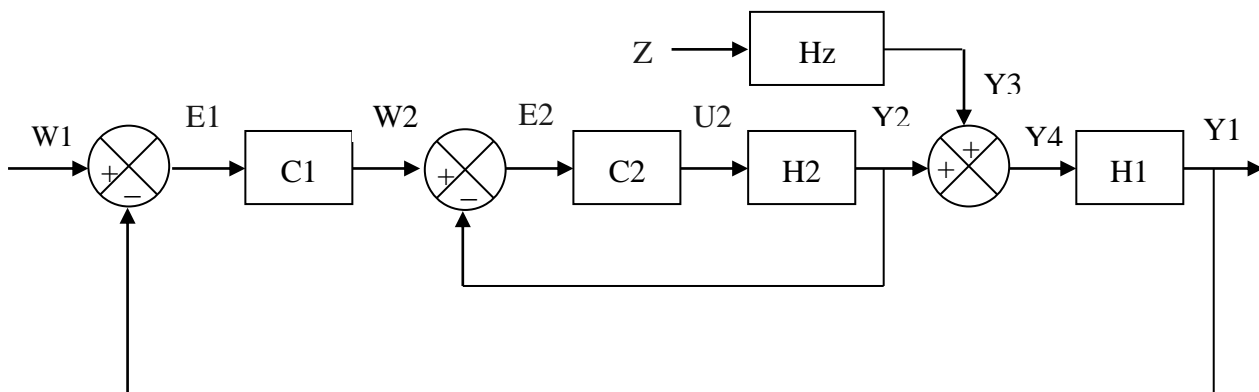 Z Hz
Y3
W1 E1 W2 E2 U2 Y2 Y4 Y1
+ − C1 + − C2 H2 + + H1